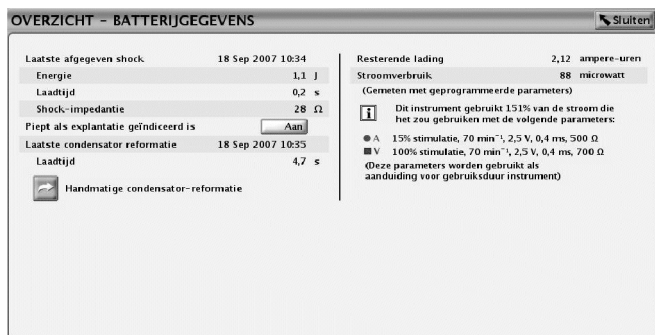 OVERZICHT - BATTERIJGEGEVENS
Sluiten
Laatste afgegeven shock 18 Sep 2007 10:34
Energie 1,1 J
Laadtijd 0,2 s
Shock-impedantie 28 Ω
Piept als explantatie geïndiceerd is Aan
Laatste condensator reformatie 18 Sep 2007 10:35
Laadtijd 4,7 s
Handmatige condensator-reformatie
Resterende lading 2,12 ampere-uren
Stroomverbruik 88 microwatt
(Gemeten met geprogrammeerde parameters)
i Dit instrument gebruikt 151% van de stroom die
het zou gebruiken met de volgende parameters:
A 15% stimulatie, 70 min⁻¹, 2,5 V, 0,4 ms, 500 Ω
V 100% stimulatie, 70 min⁻¹, 2,5 V, 0,4 ms, 700 Ω
(Deze parameters worden gebruikt als
aanduiding voor gebruiksduur instrument)